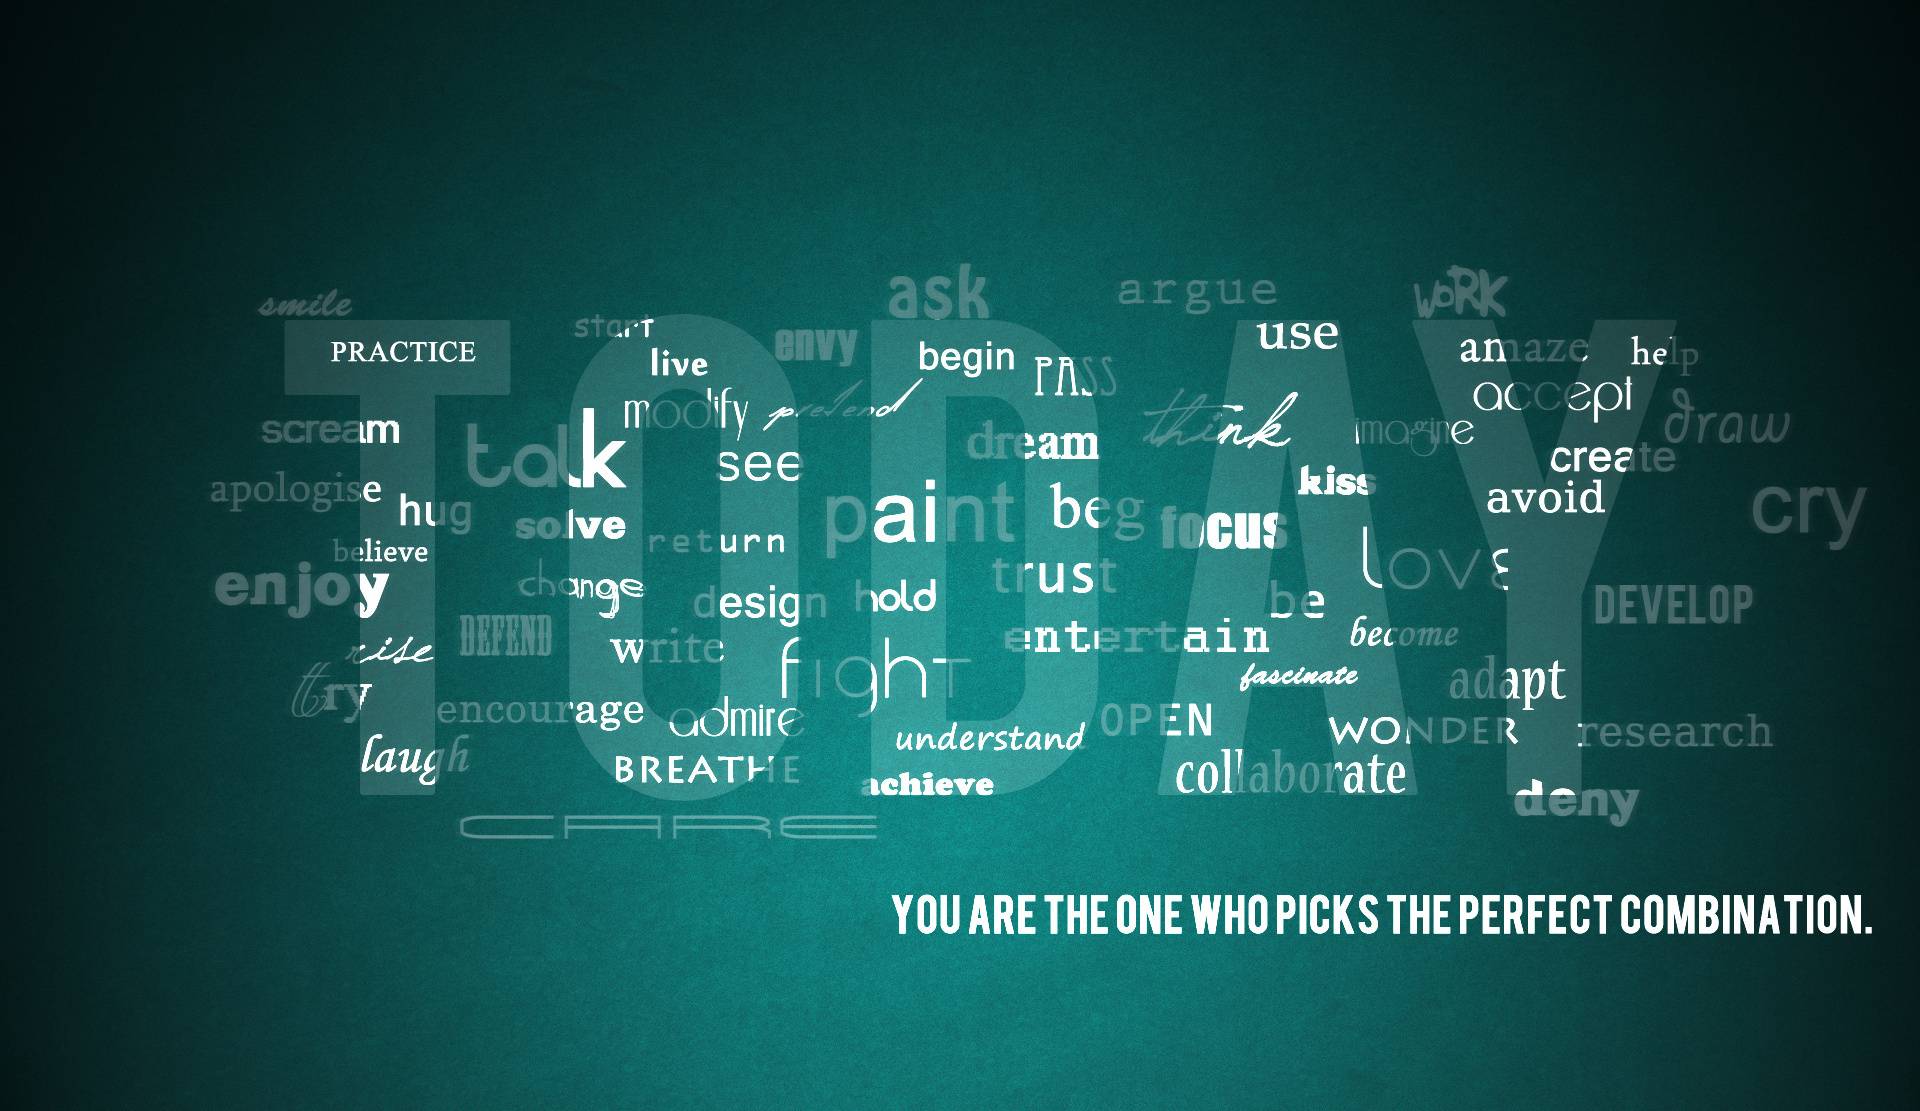 TODAY
smile
ask
argue
WORK
start
use
PRACTICE
envy
live
begin
PASS
amaze
help
modify
pretend
accept
scream
talk
dream
think
imagine
draw
see
create
kiss
apologise
avoid
hug
paint
beg
cry
solve
return
focus
believe
love
enjoy
change
design
hold
trust
be
DEVELOP
DEFEND
write
entertain
become
rise
fight
fascinate
adapt
try
encourage
admire
understand
OPEN
WONDER
research
laugh
BREATHE
achieve
collaborate
deny
CARE
YOU ARE THE ONE WHO PICKS THE PERFECT COMBINATION.